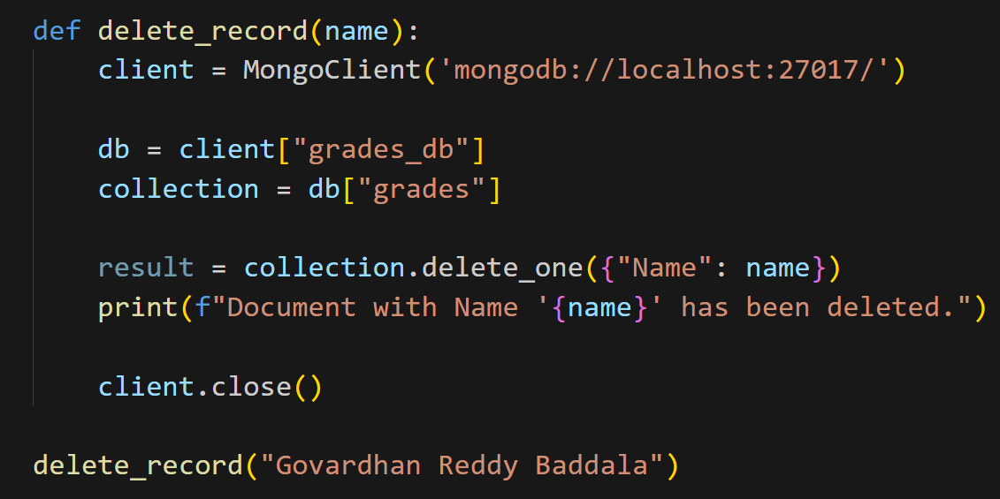 def delete_record(name):
    client = MongoClient('mongodb://localhost:27017/')
    db = client["grades_db"]
    collection = db["grades"]
    result = collection.delete_one({"Name": name})
    print(f"Document with Name '{name}' has been deleted.")
    client.close()
delete_record("Govardhan Reddy Baddala")